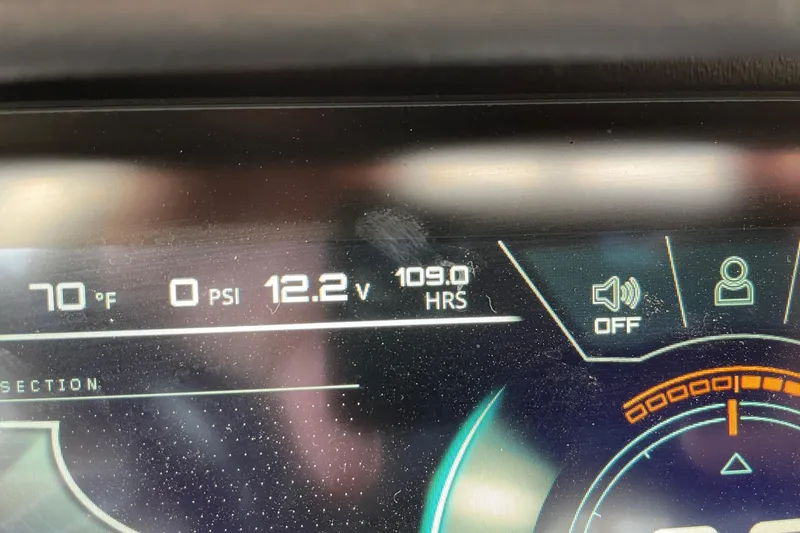 70 °F 0 PSI 12.2 V 109.0 HRS
OFF
SECTION